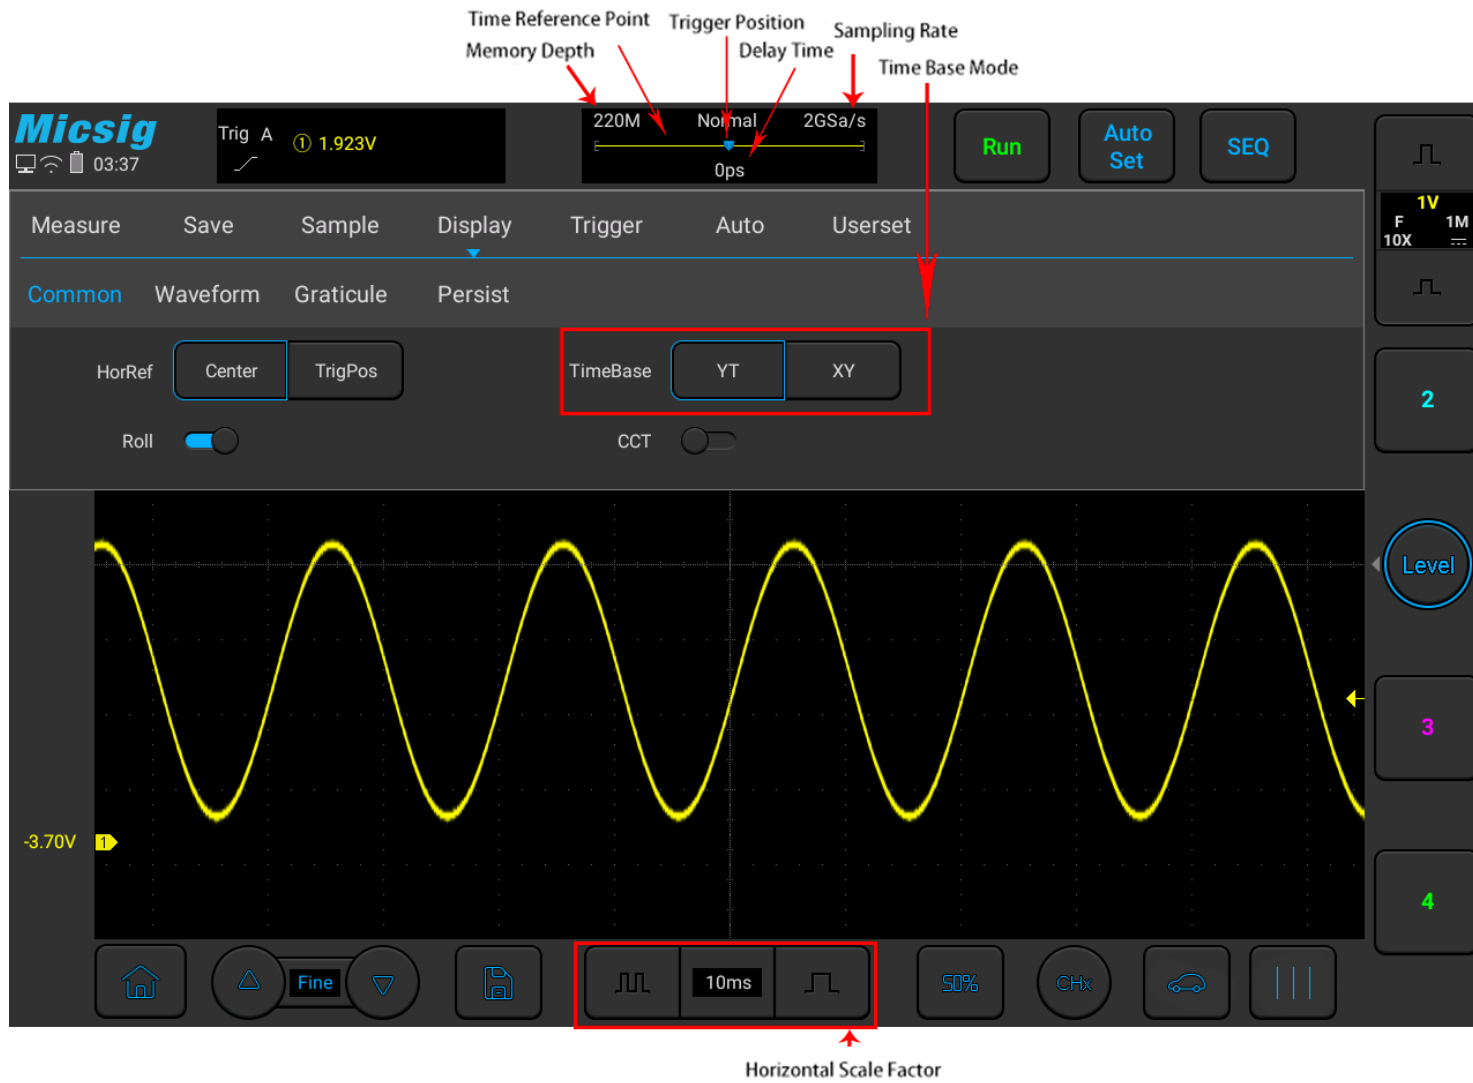 Time Reference Point
Trigger Position
Sampling Rate
Memory Depth
Delay Time
Time Base Mode
Micsig
03:37
Trig A
① 1.923V
220M Normal 2GSa/s
0ps
Run
Auto
Set
SEQ
1V
F 1M
10X
Measure Save Sample Display Trigger Auto Userset
Common Waveform Graticule Persist
HorRef Center TrigPos TimeBase YT XY
Roll CCT
2
Level
3
-3.70V 1
4
Fine 10ms 50% CHx
Horizontal Scale Factor